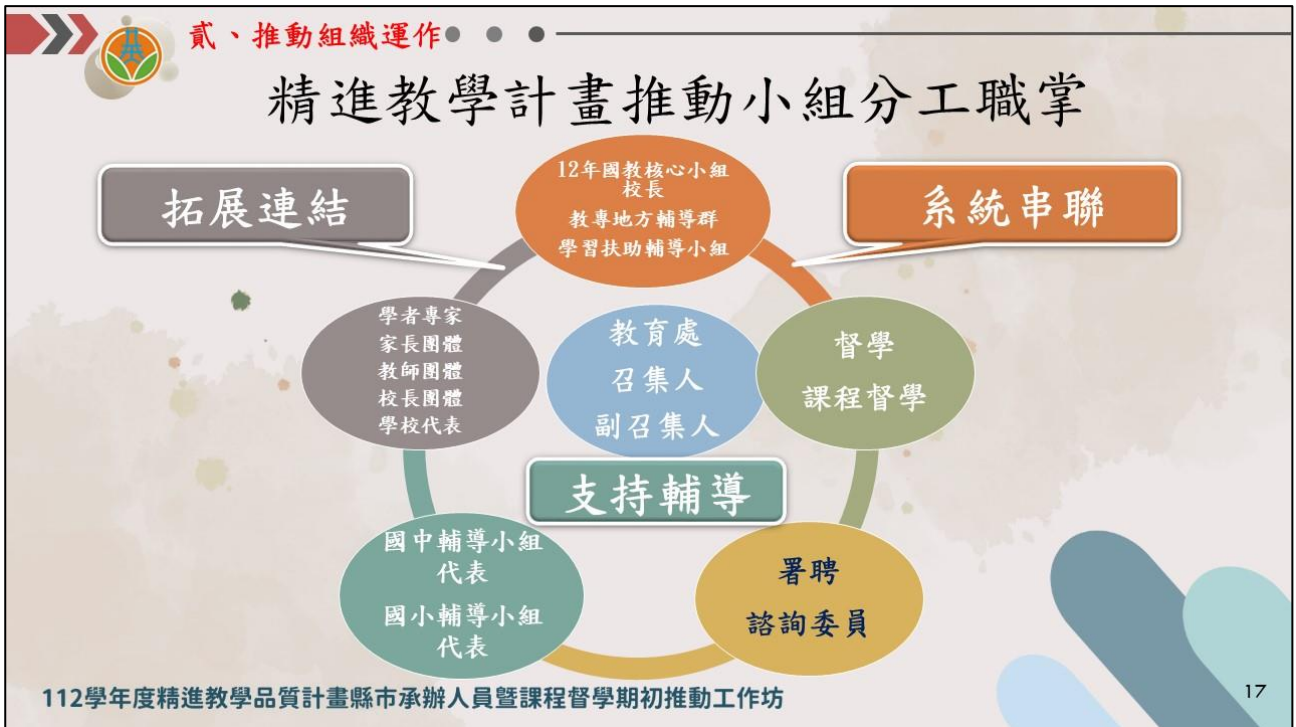 貳、推動組織運作
精進教學計畫推動小組分工職掌
拓展連結
12年國教核心小組
校長
教專地方輔導群
學習扶助輔導小組
系統串聯
學者專家
家長團體
教師團體
校長團體
學校代表
教育處
召集人
副召集人
督學
課程督學
支持輔導
國中輔導小組
代表
國小輔導小組
代表
署聘
諮詢委員
112學年度精進教學品質計畫縣市承辦人員暨課程督學期初推動工作坊
17